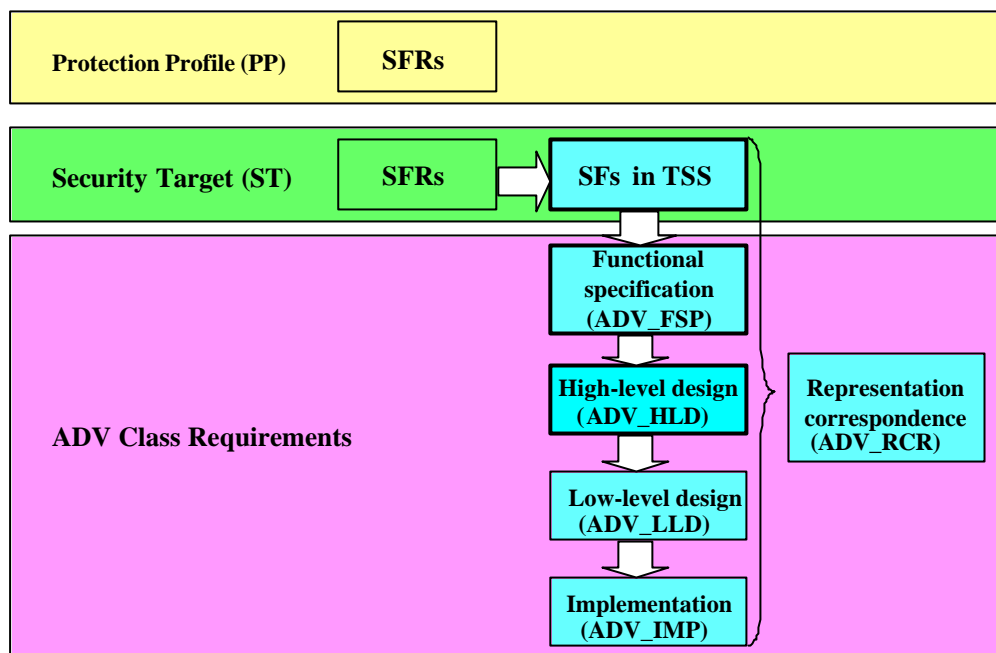 Protection Profile (PP)
SFRs
Security Target (ST)
SFRs
SFs in TSS
Functional
specification
(ADV_FSP)
High-level design
(ADV_HLD)
Representation
correspondence
(ADV_RCR)
ADV Class Requirements
Low-level design
(ADV_LLD)
Implementation
(ADV_IMP)